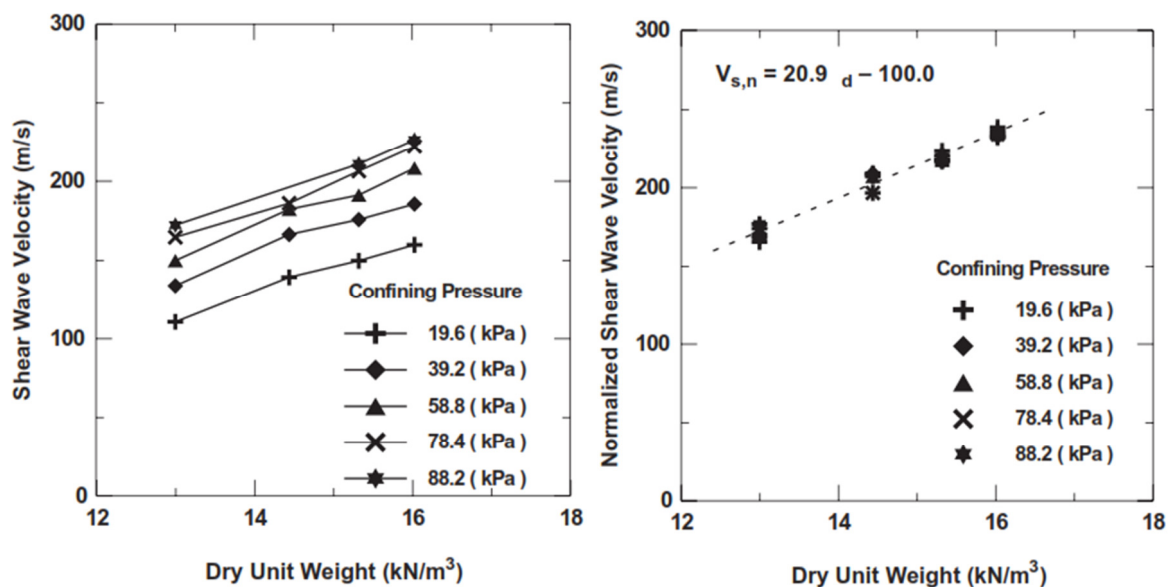 Shear Wave Velocity (m/s)
300
200
100
0
12
14
16
18
Dry Unit Weight (kN/m³)
Confining Pressure
19.6 ( kPa )
39.2 ( kPa )
58.8 ( kPa )
78.4 ( kPa )
88.2 ( kPa )
Normalized Shear Wave Velocity (m/s)
300
200
100
0
12
14
16
18
Dry Unit Weight (kN/m³)
Vs,n = 20.9 d – 100.0
Confining Pressure
19.6 ( kPa )
39.2 ( kPa )
58.8 ( kPa )
78.4 ( kPa )
88.2 ( kPa )